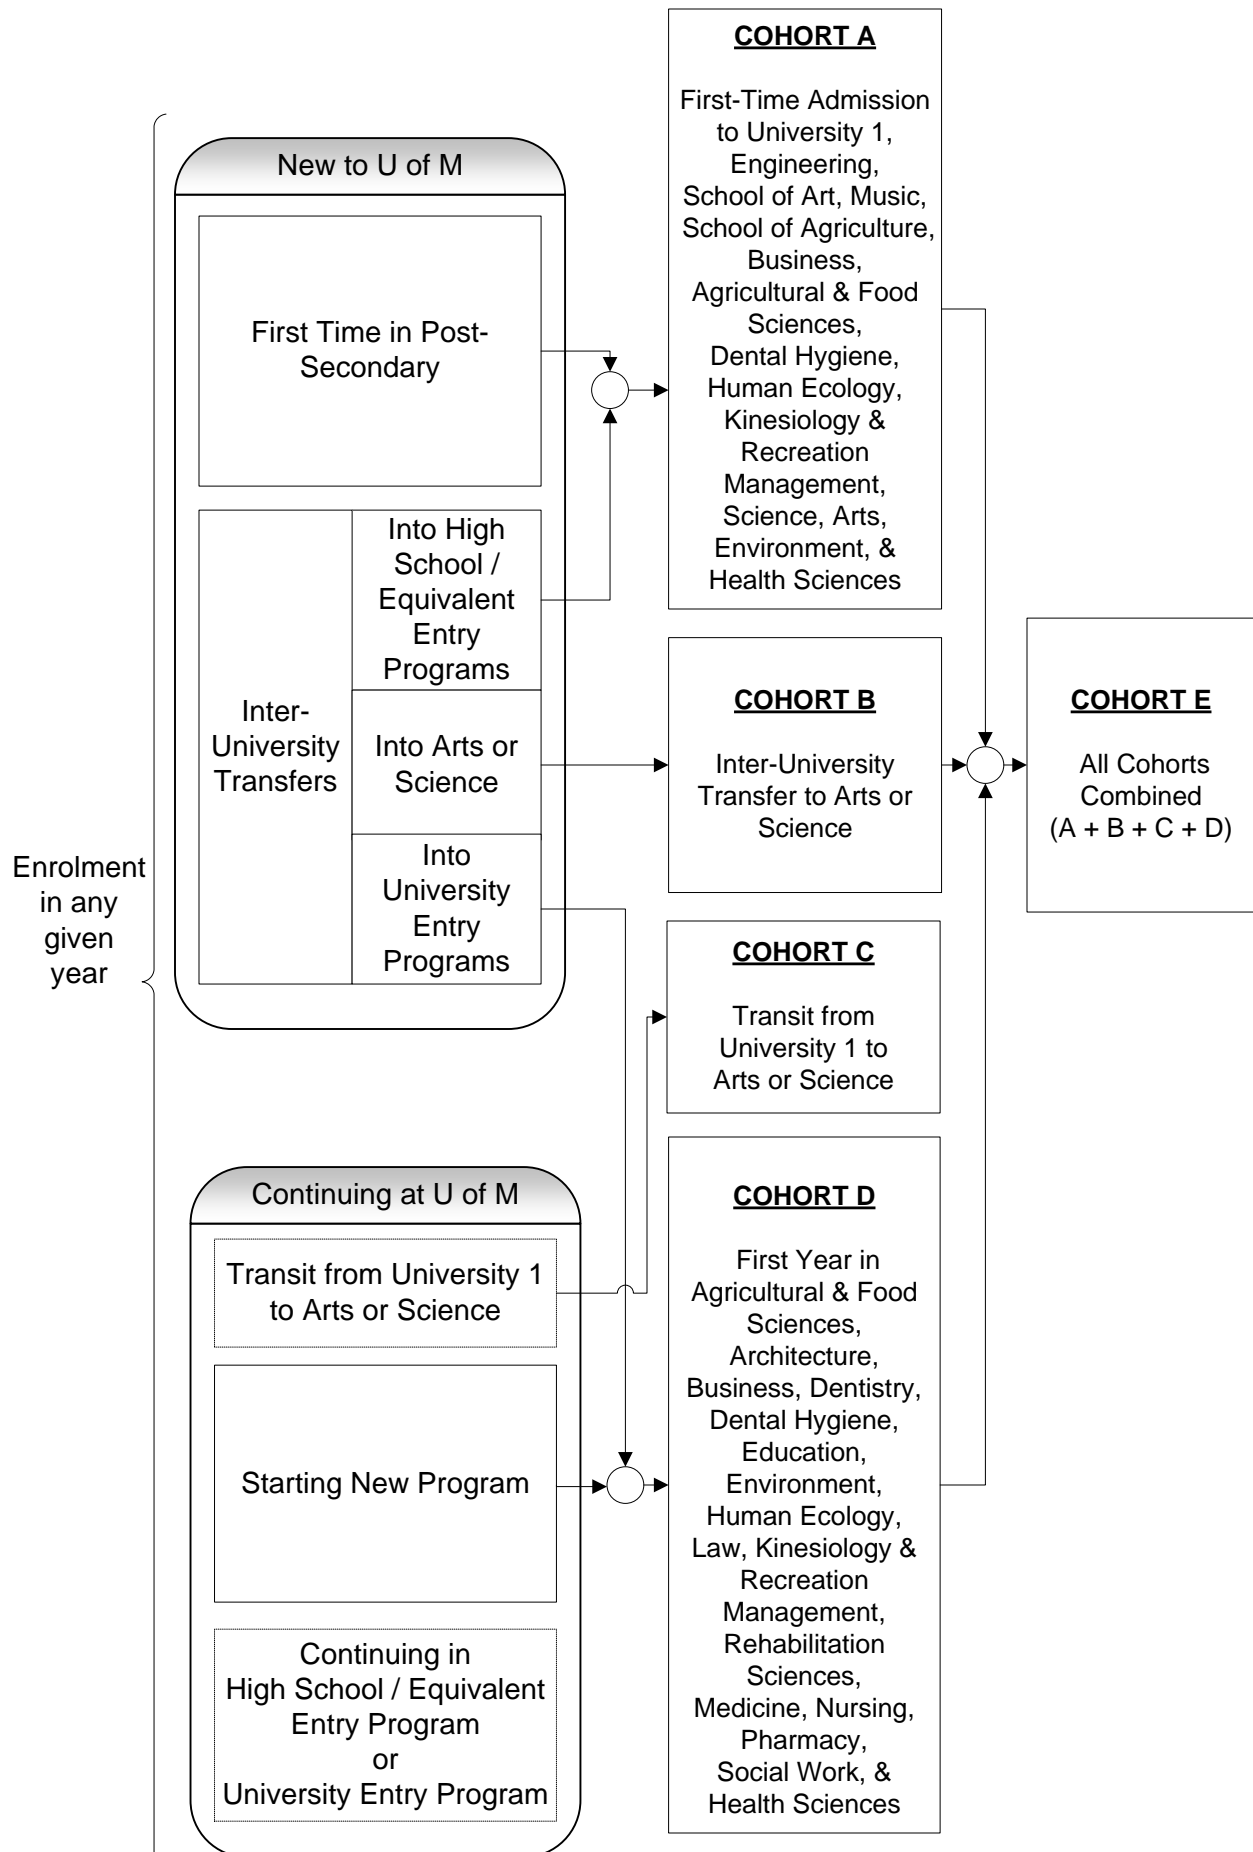 Enrolment
in any
given
year
New to U of M
First Time in Post-
Secondary
Inter-
University
Transfers
Into High
School /
Equivalent
Entry
Programs
Into Arts or
Science
Into
University
Entry
Programs
Continuing at U of M
Transit from University 1
to Arts or Science
Starting New Program
Continuing in
High School / Equivalent
Entry Program
or
University Entry Program
COHORT A
First-Time Admission
to University 1,
Engineering,
School of Art, Music,
School of Agriculture,
Business,
Agricultural & Food
Sciences,
Dental Hygiene,
Human Ecology,
Kinesiology &
Recreation
Management,
Science, Arts,
Environment, &
Health Sciences
COHORT B
Inter-University
Transfer to Arts or
Science
COHORT C
Transit from
University 1 to
Arts or Science
COHORT D
First Year in
Agricultural & Food
Sciences,
Architecture,
Business, Dentistry,
Dental Hygiene,
Education,
Environment,
Human Ecology,
Law, Kinesiology &
Recreation
Management,
Rehabilitation
Sciences,
Medicine, Nursing,
Pharmacy,
Social Work, &
Health Sciences
COHORT E
All Cohorts
Combined
(A + B + C + D)